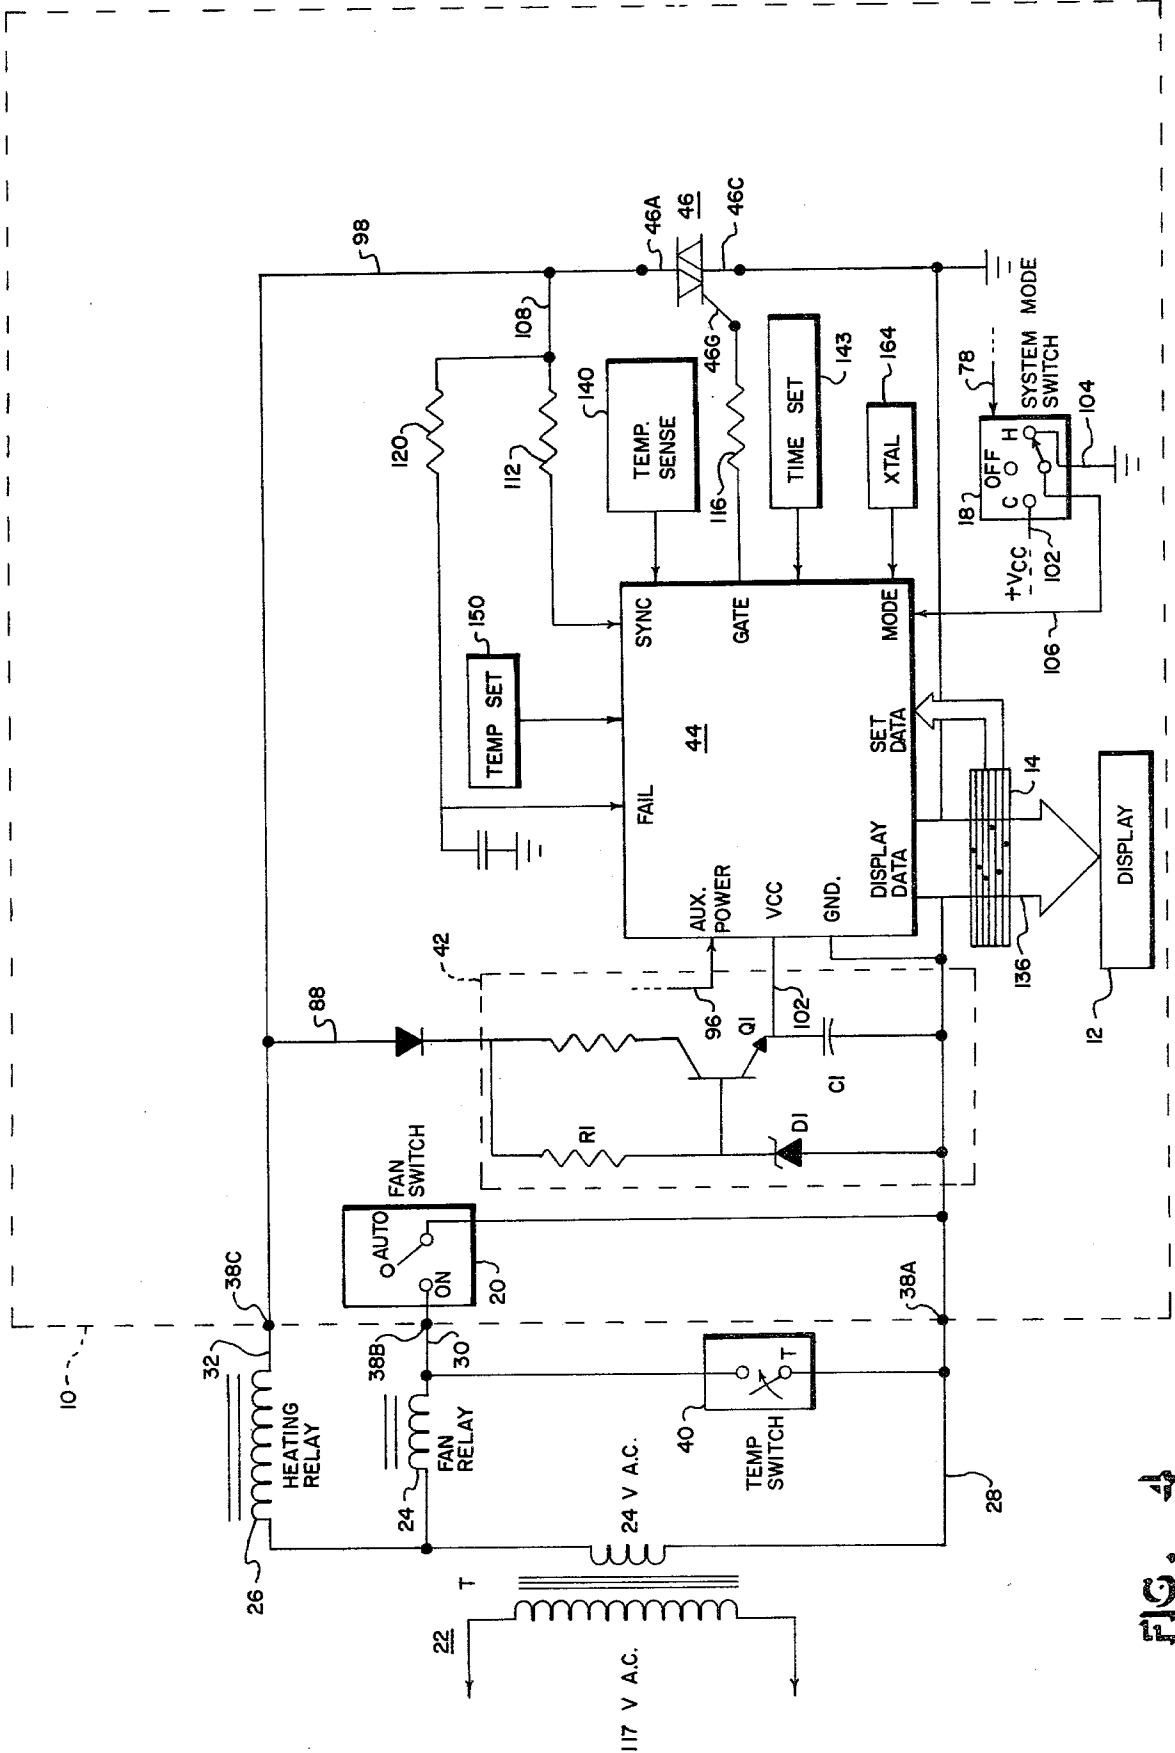 10
32
38C
26
HEATING
RELAY
88
98
AUTO
FAN
SWITCH
ON
20
38B
30
24
FAN
RELAY
22
T
117 V A.C.
24 V A.C.
40
T
TEMP
SWITCH
28
38A
42
R1
D1
Q1
C1
96
102
120
108
112
150
TEMP SET
140
TEMP.
SENSE
116
46A
46
46C
46G
TIME SET
143
XTAL
164
FAIL
SYNC
AUX.
POWER
VCC
GND.
44
GATE
DISPLAY
DATA
SET
DATA
MODE
106
+VCC
102
18
C
OFF
H
78
SYSTEM MODE
SWITCH
104
14
136
12
DISPLAY
FIG. 4